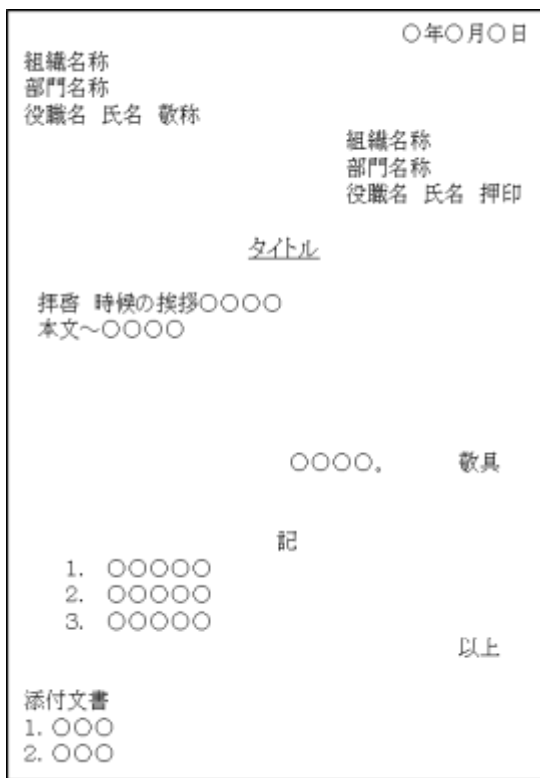 ○年○月○日
組織名称
部門名称
役職名 氏名 敬称
組織名称
部門名称
役職名 氏名 押印
タイトル
拝啓 時候の挨拶○○○○
本文～○○○○
○○○○。 敬具
記
1. ○○○○○
2. ○○○○○
3. ○○○○○
以上
添付文書
1. ○○○
2. ○○○